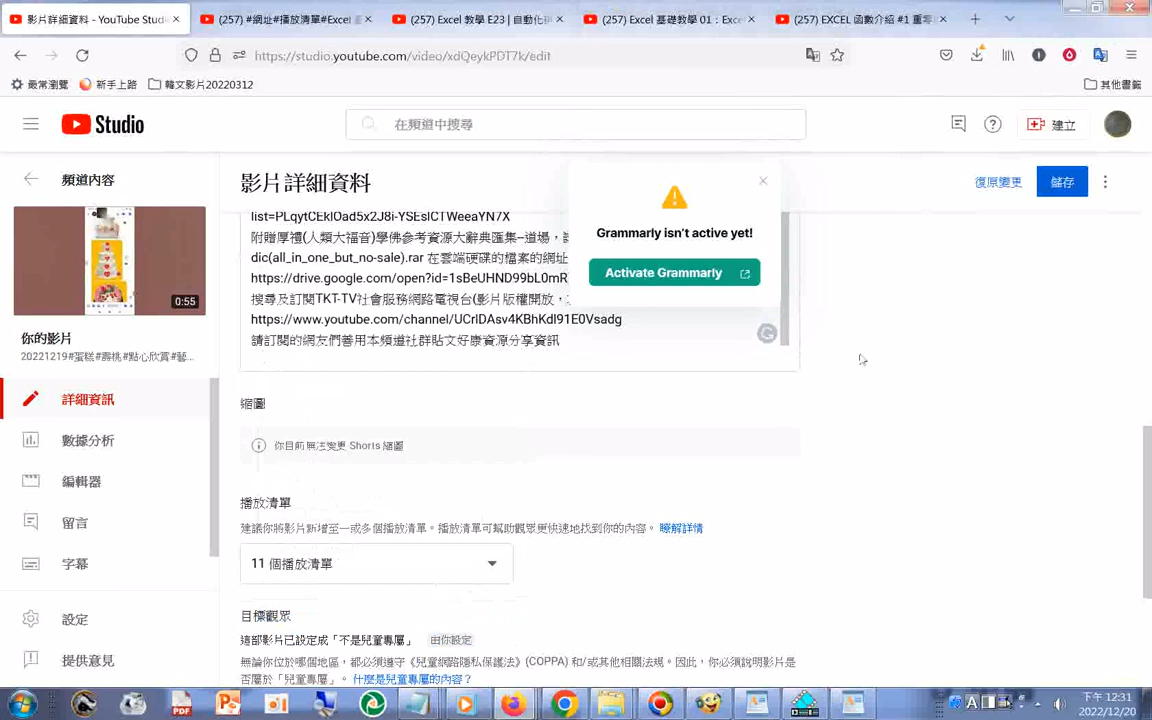 影片詳細資料 - YouTube Studi
(257) #網址#播放清單#Excel
(257) Excel 教學 E23 | 自動化
(257) Excel 基礎教學 01：Exce
(257) EXCEL 函數介紹 #1 重零
https://studio.youtube.com/video/xdQeykPDT7k/edit
最常瀏覽
新手上路
韓文影片20220312
其他書籤
Studio
在頻道中搜尋
建立
頻道內容
影片詳細資料
復原變更
儲存
list=PLqytCEkl0ad5x2J8i-YSEslCTWeeaYN7X
附贈厚禮(人類大福音)學佛參考資源大辭典匯集--道場，
dic(all_in_one_but_no-sale).rar 在雲端硬碟的檔案的網址
https://drive.google.com/open?id=1sBeUHND99bL0mR
搜尋及訂閱TKT-TV社會服務網路電視台(影片版權開放，
https://www.youtube.com/channel/UCrlDAsv4KBhKdl91E0Vsadg
請訂閱的網友們善用本頻道社群貼文好康資源分享資訊
Grammarly isn't active yet!
Activate Grammarly
0:55
你的影片
20221219#蛋糕#壽桃#點心欣賞#藝...
詳細資訊
數據分析
編輯器
留言
字幕
設定
提供意見
縮圖
你目前無法變更 Shorts 縮圖
播放清單
建議你將影片新增至一或多個播放清單。播放清單可幫助觀眾更快速地找到你的內容。 瞭解詳情
11 個播放清單
目標觀眾
這部影片已設定成「不是兒童專屬」 由你設定
無論你位於哪個地區，都必須遵守《兒童網路隱私保護法》(COPPA) 和/或其他相關法規。因此，你必須說明影片是
否屬於「兒童專屬」。 什麼是兒童專屬的內容？
PDF
A
下午 12:31
2022/12/20